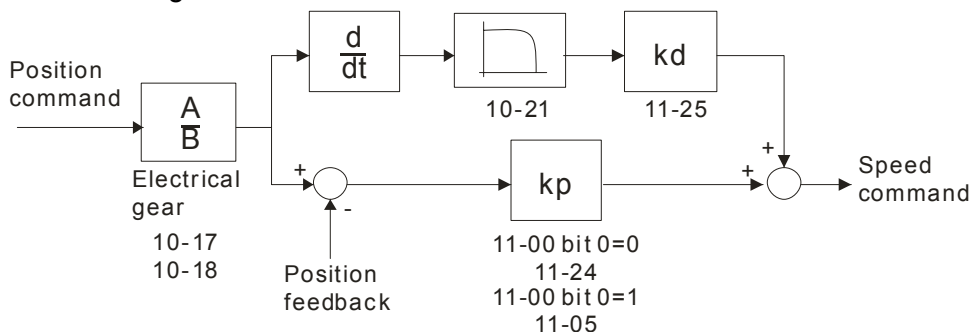 d
dt
kd
10-21
11-25
Position
command
A
B
Electrical
gear
10-17
10-18
+
-
Position
feedback
kp
11-00 bit 0=0
11-24
11-00 bit 0=1
11-05
+
+
Speed
command